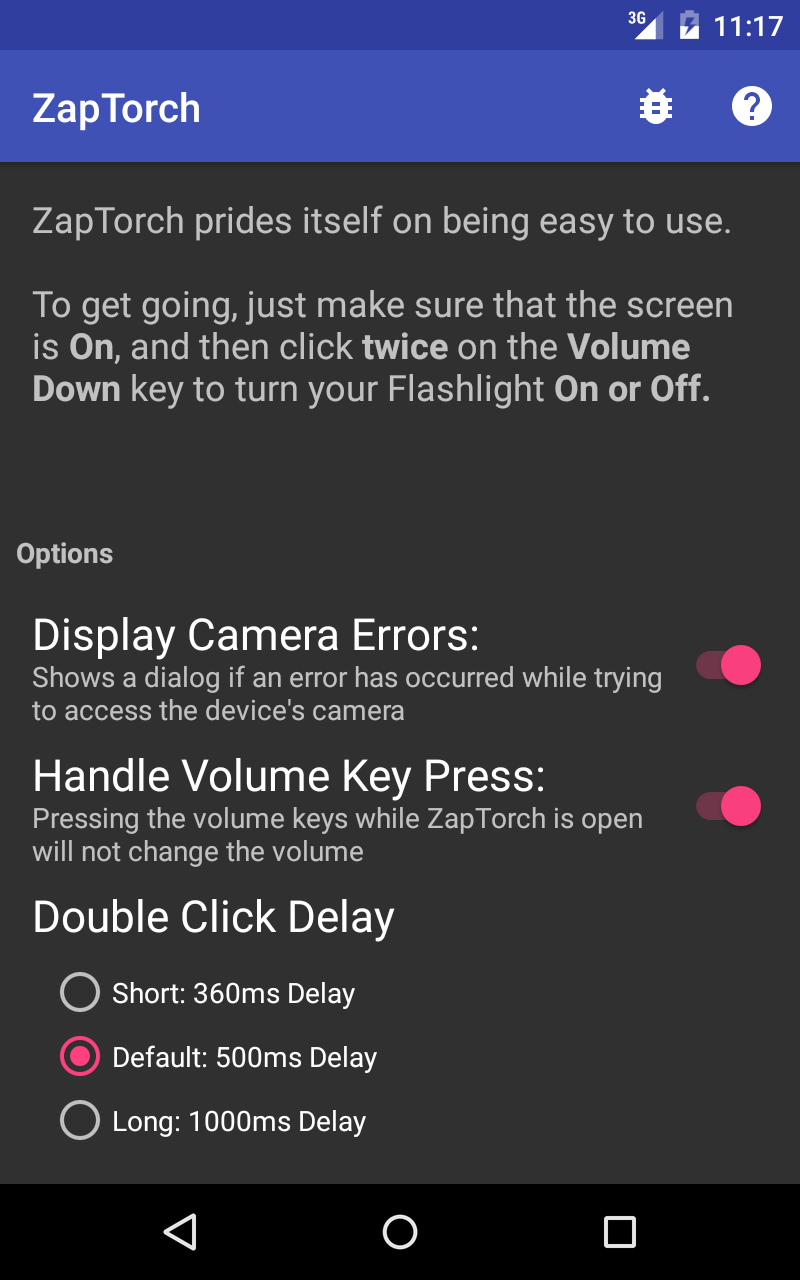 3G 11:17
ZapTorch
ZapTorch prides itself on being easy to use.
To get going, just make sure that the screen
is On, and then click twice on the Volume
Down key to turn your Flashlight On or Off.
Options
Display Camera Errors:
Shows a dialog if an error has occurred while trying
to access the device's camera
Handle Volume Key Press:
Pressing the volume keys while ZapTorch is open
will not change the volume
Double Click Delay
Short: 360ms Delay
Default: 500ms Delay
Long: 1000ms Delay